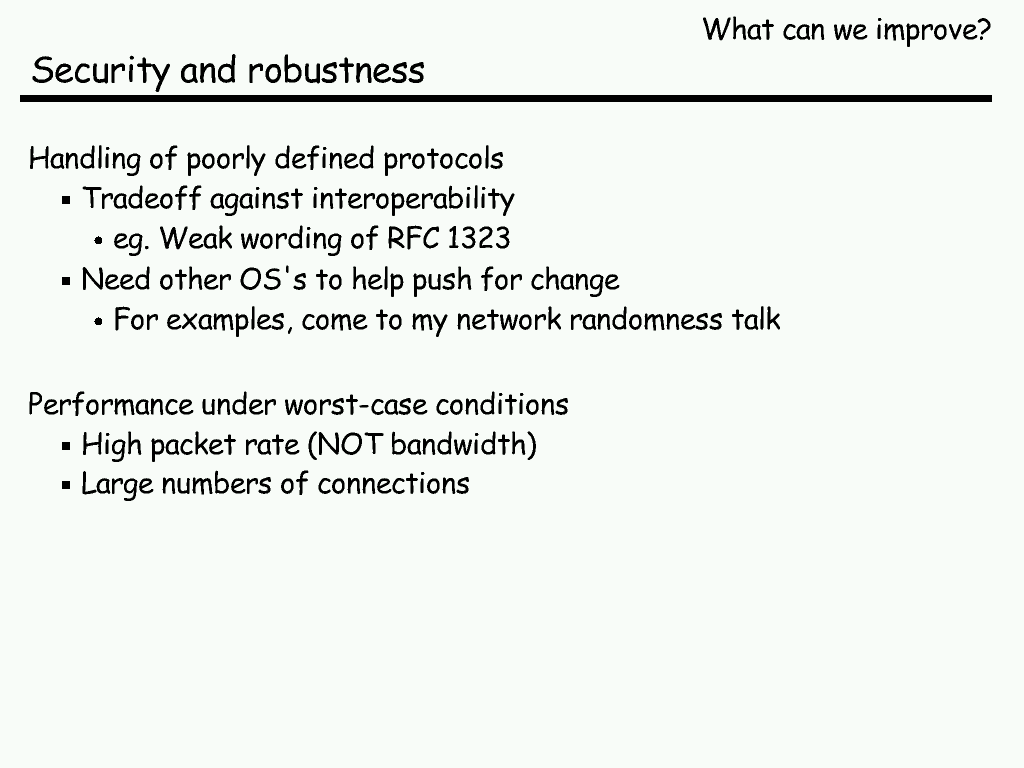 What can we improve?
Security and robustness
Handling of poorly defined protocols
▪ Tradeoff against interoperability
• eg. Weak wording of RFC 1323
▪ Need other OS's to help push for change
• For examples, come to my network randomness talk
Performance under worst-case conditions
▪ High packet rate (NOT bandwidth)
▪ Large numbers of connections